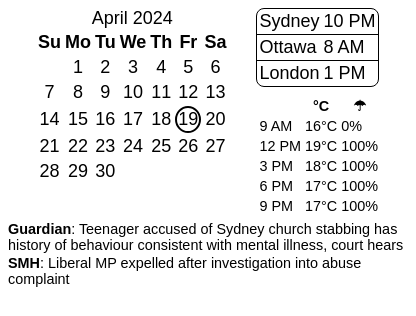 April 2024
Su Mo Tu We Th Fr Sa
1 2 3 4 5 6
7 8 9 10 11 12 13
14 15 16 17 18 19 20
21 22 23 24 25 26 27
28 29 30
Sydney 10 PM
Ottawa 8 AM
London 1 PM
°C ☂
9 AM 16°C 0%
12 PM 19°C 100%
3 PM 18°C 100%
6 PM 17°C 100%
9 PM 17°C 100%
Guardian: Teenager accused of Sydney church stabbing has
history of behaviour consistent with mental illness, court hears
SMH: Liberal MP expelled after investigation into abuse
complaint